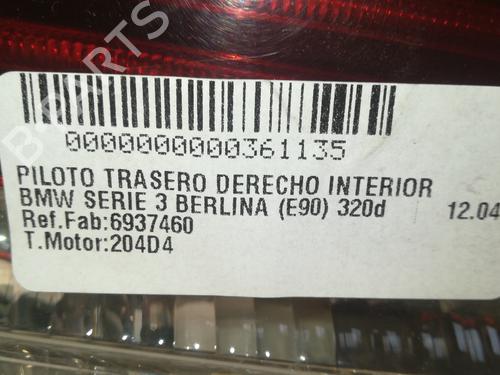 B-PARTS
0000000000361135
PILOTO TRASERO DERECHO INTERIOR
BMW SERIE 3 BERLINA (E90) 320d 12.04
Ref.Fab:6937460
T.Motor:204D4